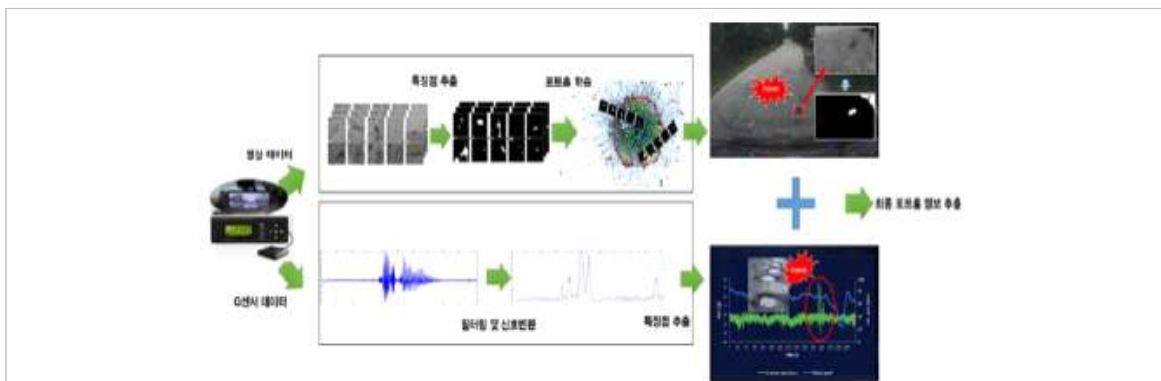 특징점 추출
포트홀 학습
영상 데이터
최종 포트홀 정보 추출
G센서 데이터
필터링 및 신호변환
특징점 추출